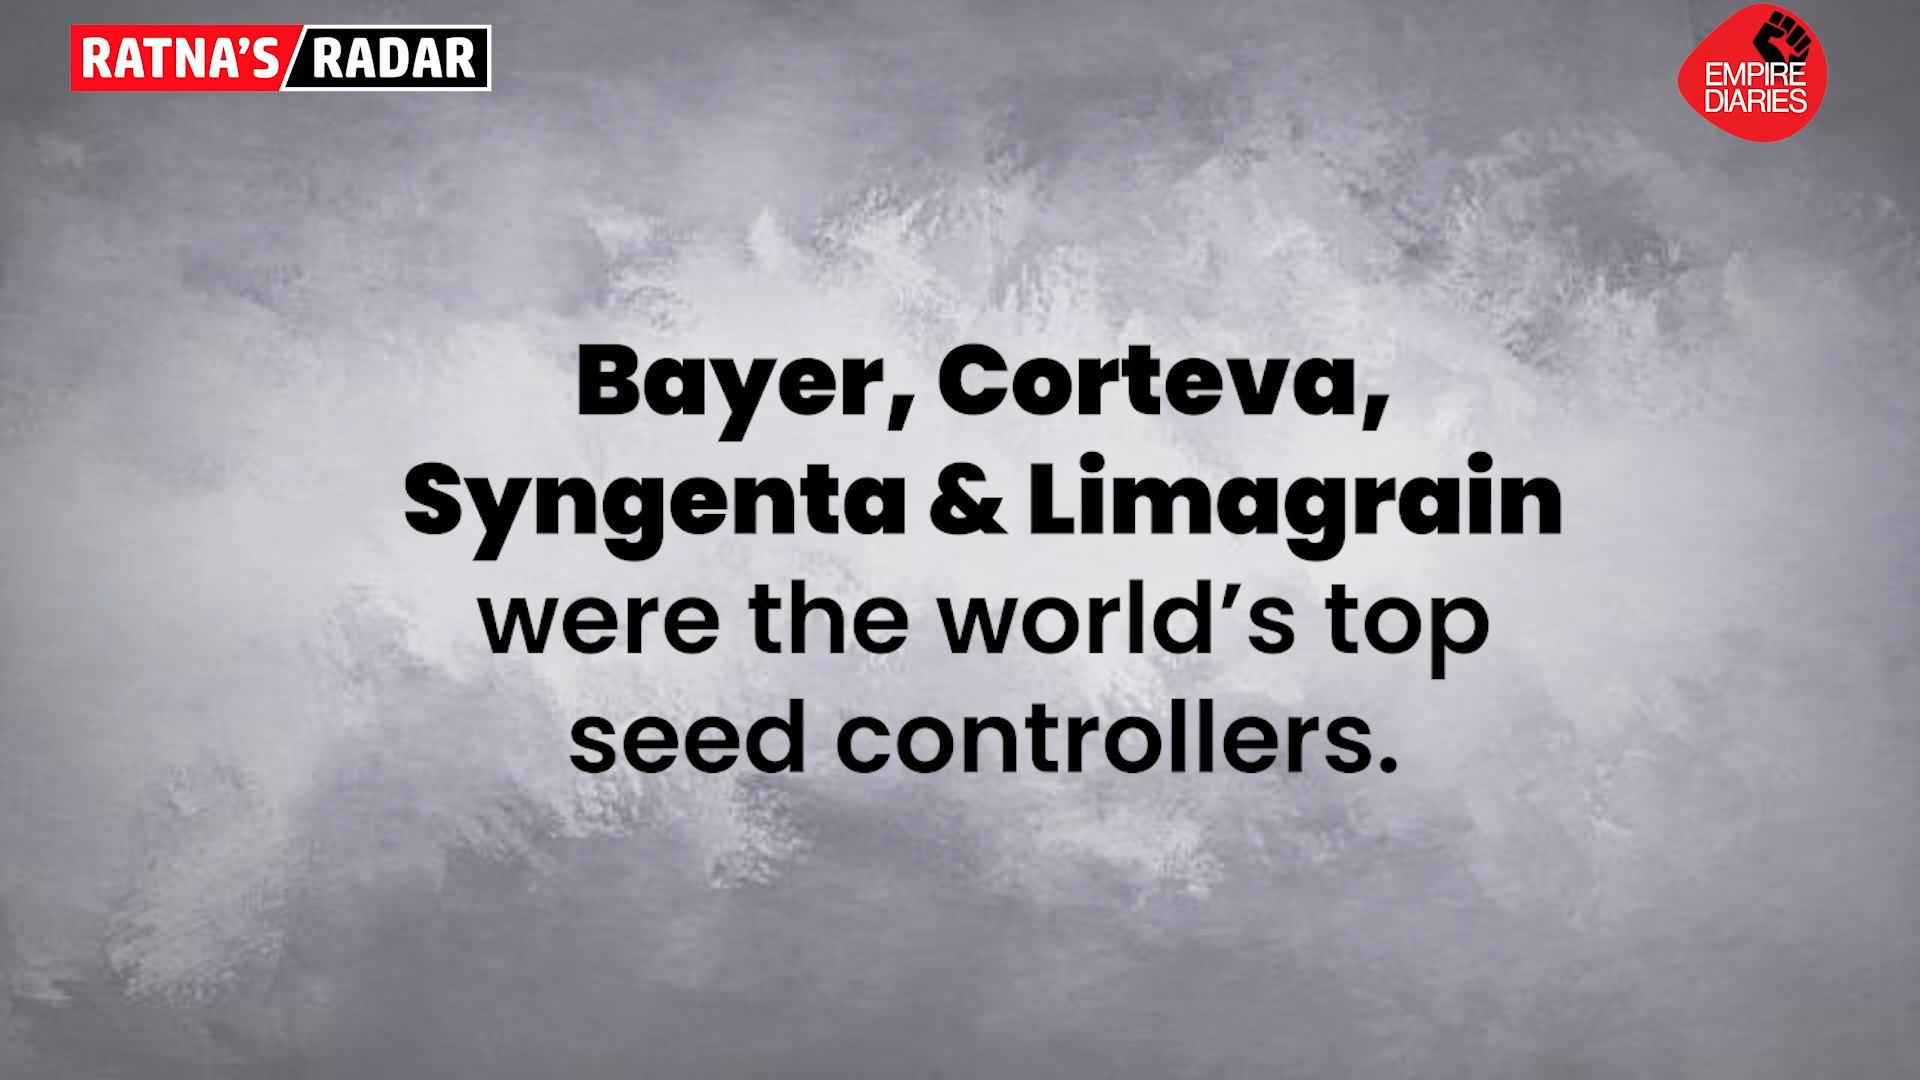 RATNA'S RADAR
EMPIRE
DIARIES
Bayer, Corteva,
Syngenta & Limagrain
were the world’s top
seed controllers.